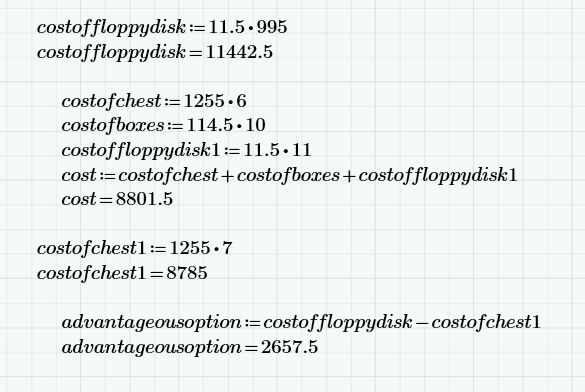 costoffloppydisk:=11.5•995
costoffloppydisk=11442.5
costofchest:=1255•6
costofboxes:=114.5•10
costoffloppydisk1:=11.5•11
cost:=costofchest+costofboxes+costoffloppydisk1
cost=8801.5
costofchest1:=1255•7
costofchest1=8785
advantageousoption:=costoffloppydisk-costofchest1
advantageousoption=2657.5